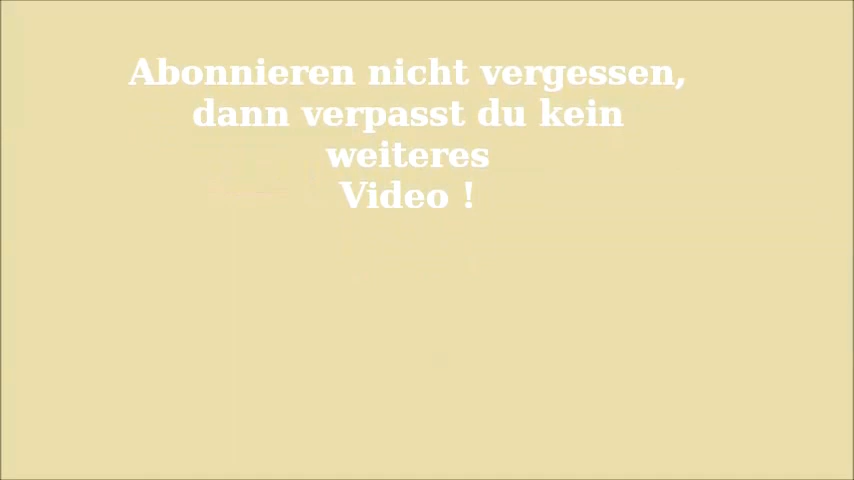 Abonnieren nicht vergessen,
dann verpasst du kein
weiteres
Video !